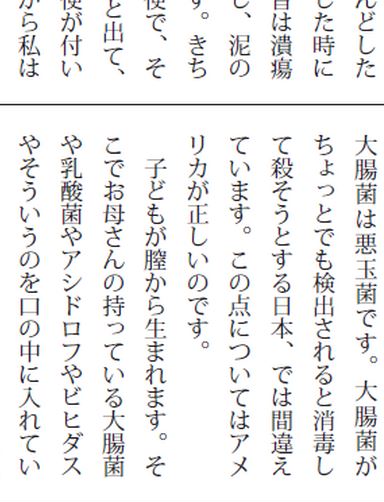 んどした
した時に
は潰瘍
し、泥の
す。きち
便で、そ
と出て、
便が付い
から私は
大腸菌は悪玉菌です。大腸菌が
ちょっとでも検出されると消毒し
て殺そうとする日本、では間違え
ています。この点についてはアメ
リカが正しいのです。
子どもが膣から生まれます。そ
こでお母さんの持っている大腸菌
や乳酸菌やアシドロフやビヒダス
やそういうのを口の中に入れてい